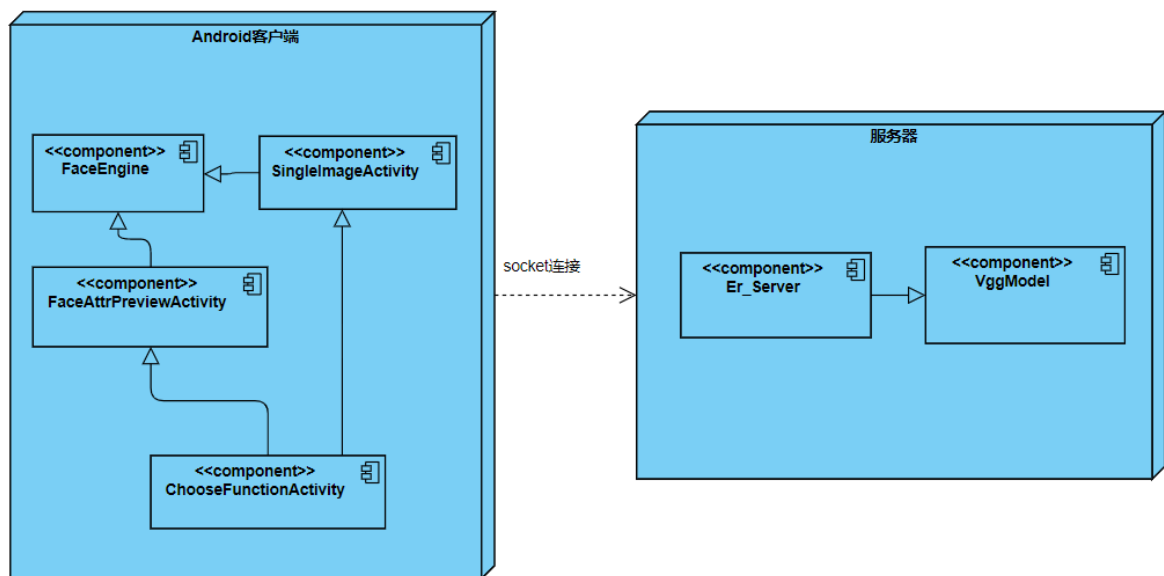 Android客户端
<<component>>
FaceEngine
<<component>>
SingleImageActivity
<<component>>
FaceAttrPreviewActivity
<<component>>
ChooseFunctionActivity
socket连接
服务器
<<component>>
Er_Server
<<component>>
VggModel